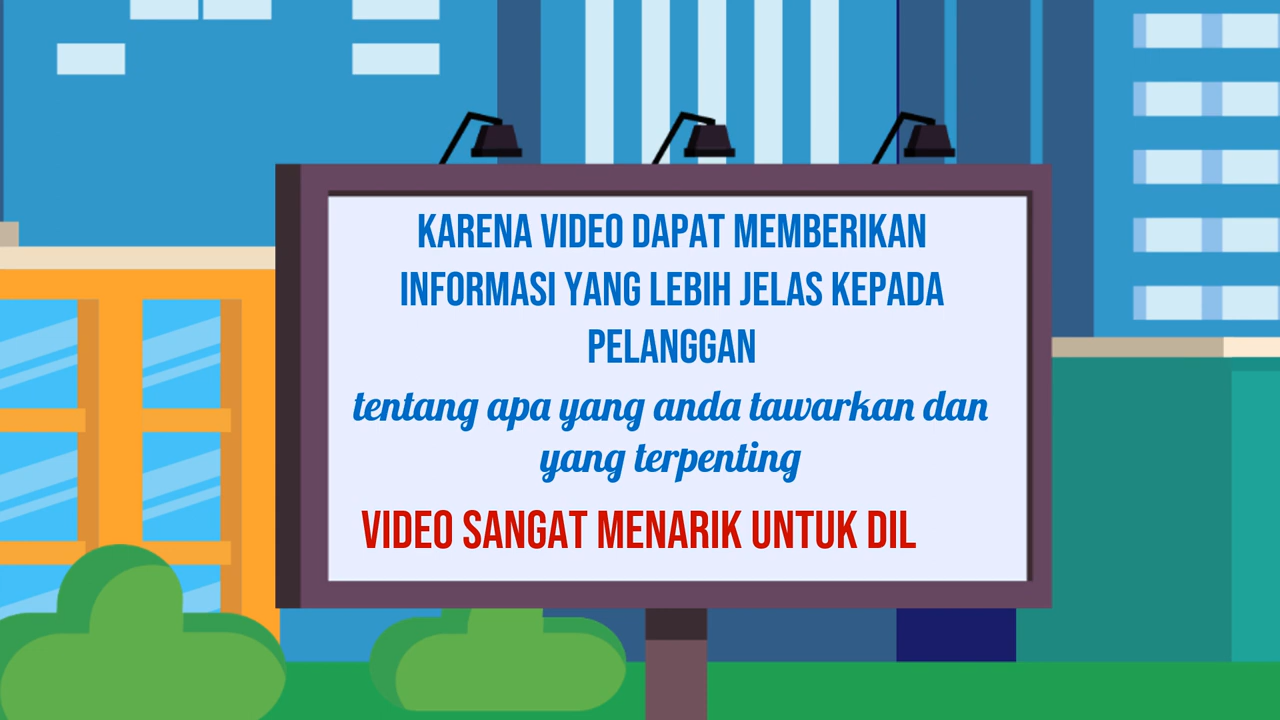 KARENA VIDEO DAPAT MEMBERIKAN
INFORMASI YANG LEBIH JELAS KEPADA
PELANGGAN
tentang apa yang anda tawarkan dan
yang terpenting
VIDEO SANGAT MENARIK UNTUK DIL